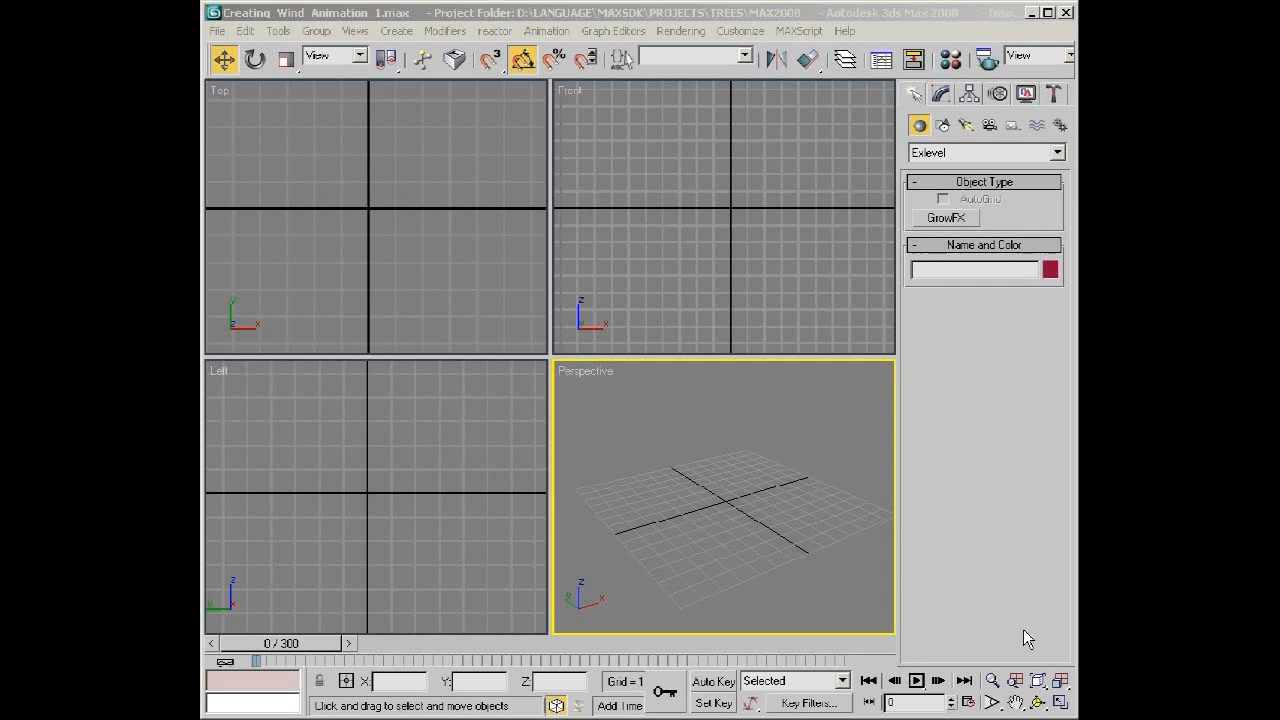 Creating Wind Animation 1.max - Project Folder: D:\LANGUAGE\MAXSDK\PROJECTS\TREES\MAX2008 - Autodesk 3ds Max 2008
File Edit Tools Group Views Create Modifiers reactor Animation Graph Editors Rendering Customize MAXScript Help
View 3 % ABC View
Top
Front
Exlevel
- Object Type
AutoGrid
GrowFX
- Name and Color
y
z x
z
x
Left
Perspective
z
y x
z
y x
< 0 / 300 >
X: Y: Z: Grid = 1 Auto Key Selected
Click and drag to select and move objects Add Time Set Key Key Filters... 0